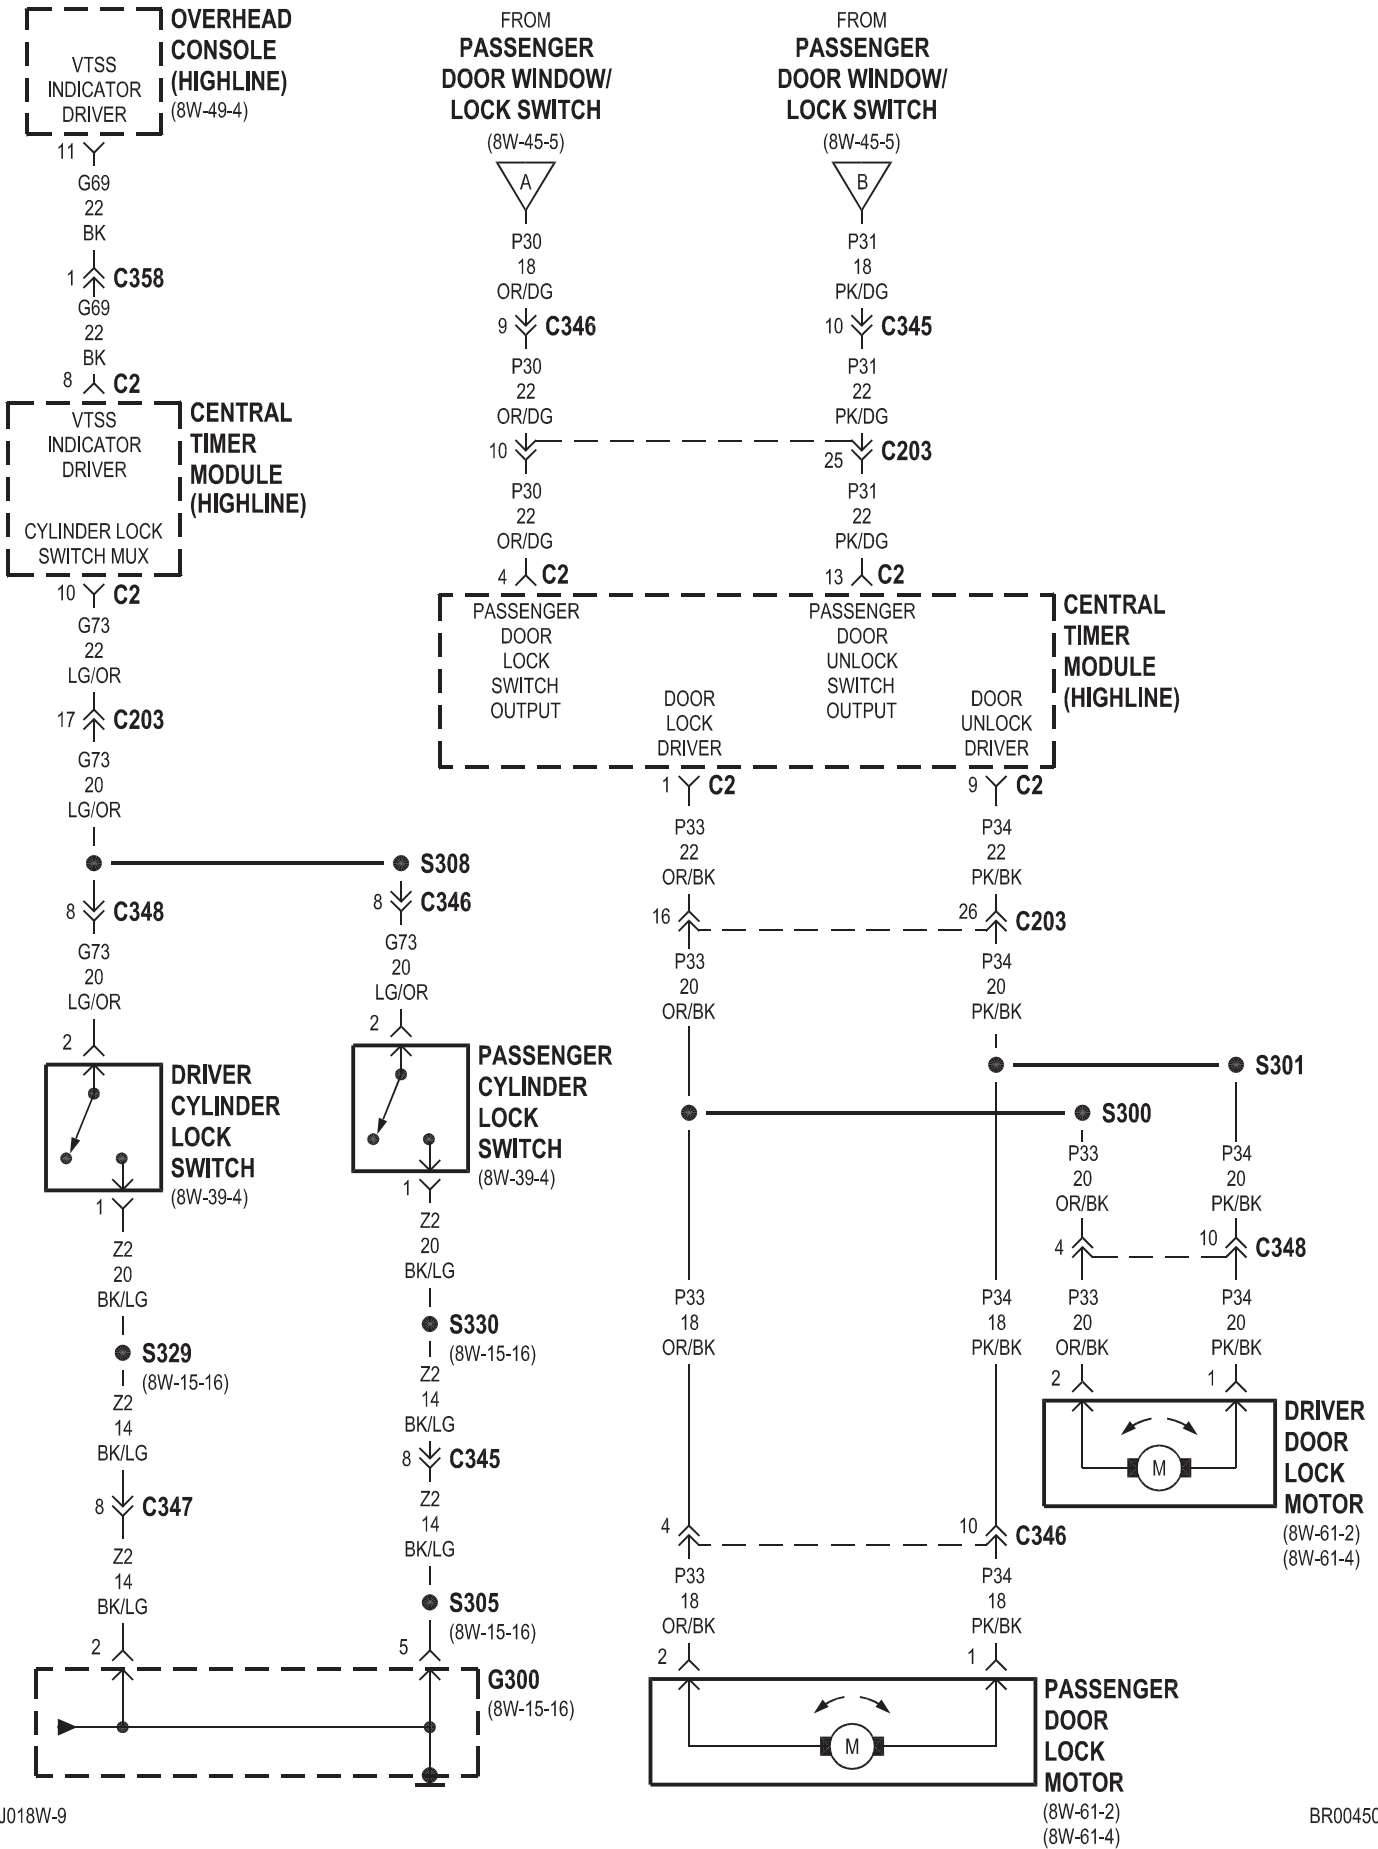 OVERHEAD
CONSOLE
(HIGHLINE)
(8W-49-4)
VTSS
INDICATOR
DRIVER
11
G69
22
BK
1
C358
G69
22
BK
8
C2
VTSS
INDICATOR
DRIVER
CYLINDER LOCK
SWITCH MUX
CENTRAL
TIMER
MODULE
(HIGHLINE)
10
C2
G73
22
LG/OR
17
C203
G73
20
LG/OR
S308
8
C348
G73
20
LG/OR
2
DRIVER
CYLINDER
LOCK
SWITCH
(8W-39-4)
1
Z2
20
BK/LG
S329
(8W-15-16)
Z2
14
BK/LG
8
C347
Z2
14
BK/LG
2
8
C346
G73
20
LG/OR
2
PASSENGER
CYLINDER
LOCK
SWITCH
(8W-39-4)
1
Z2
20
BK/LG
S330
(8W-15-16)
Z2
14
BK/LG
8
C345
Z2
14
BK/LG
S305
(8W-15-16)
5
G300
(8W-15-16)
FROM
PASSENGER
DOOR WINDOW/
LOCK SWITCH
(8W-45-5)
A
P30
18
OR/DG
9
C346
P30
22
OR/DG
10
P30
22
OR/DG
4
C2
FROM
PASSENGER
DOOR WINDOW/
LOCK SWITCH
(8W-45-5)
B
P31
18
PK/DG
10
C345
P31
22
PK/DG
25
C203
P31
22
PK/DG
13
C2
PASSENGER
DOOR
LOCK
SWITCH
OUTPUT
DOOR
LOCK
DRIVER
PASSENGER
DOOR
UNLOCK
SWITCH
OUTPUT
DOOR
UNLOCK
DRIVER
CENTRAL
TIMER
MODULE
(HIGHLINE)
1
C2
P33
22
OR/BK
16
P33
20
OR/BK
9
C2
P34
22
PK/BK
26
C203
P34
20
PK/BK
S301
S300
P33
20
OR/BK
4
P33
20
OR/BK
2
P34
20
PK/BK
10
C348
P34
20
PK/BK
1
M
DRIVER
DOOR
LOCK
MOTOR
(8W-61-2)
(8W-61-4)
P33
18
OR/BK
4
P33
18
OR/BK
2
P34
18
PK/BK
10
C346
P34
18
PK/BK
1
M
PASSENGER
DOOR
LOCK
MOTOR
(8W-61-2)
(8W-61-4)
J018W-9
BR00450